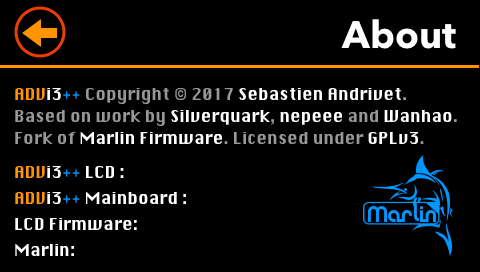 About
ADVi3++ Copyright © 2017 Sebastien Andrivet.
Based on work by Silverquark, nepeee and Wanhao.
Fork of Marlin Firmware. Licensed under GPLv3.
ADVi3++ LCD :
ADVi3++ Mainboard :
LCD Firmware:
Marlin:
Marlin